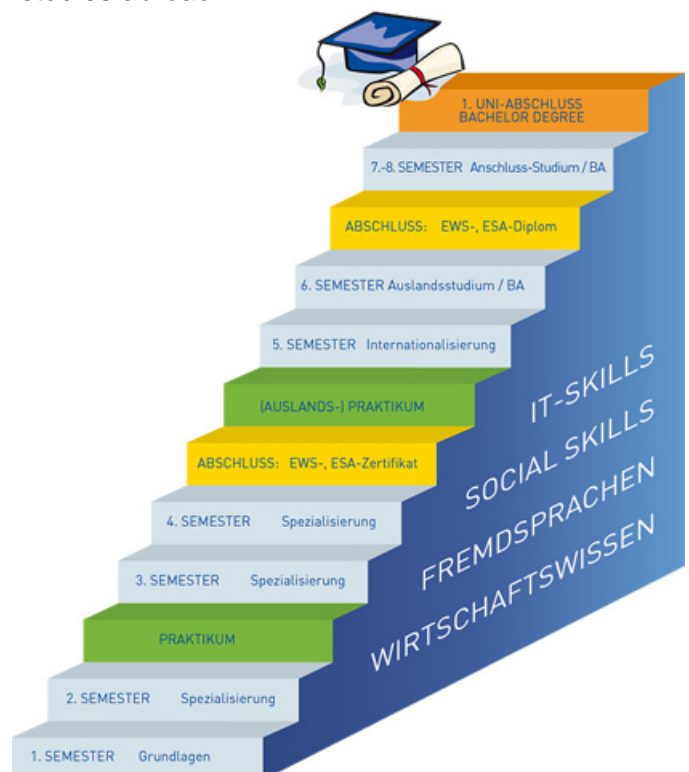 1. UNI-ABSCHLUSS
BACHELOR DEGREE
7.-8. SEMESTER Anschluss-Studium / BA
ABSCHLUSS: EWS-, ESA-Diplom
6. SEMESTER Auslandsstudium / BA
5. SEMESTER Internationalisierung
(AUSLANDS-) PRAKTIKUM
ABSCHLUSS: EWS-, ESA-Zertifikat
4. SEMESTER Spezialisierung
3. SEMESTER Spezialisierung
PRAKTIKUM
2. SEMESTER Spezialisierung
1. SEMESTER Grundlagen
IT-SKILLS
SOCIAL SKILLS
FREMDSPRACHEN
WIRTSCHAFTSWISSEN